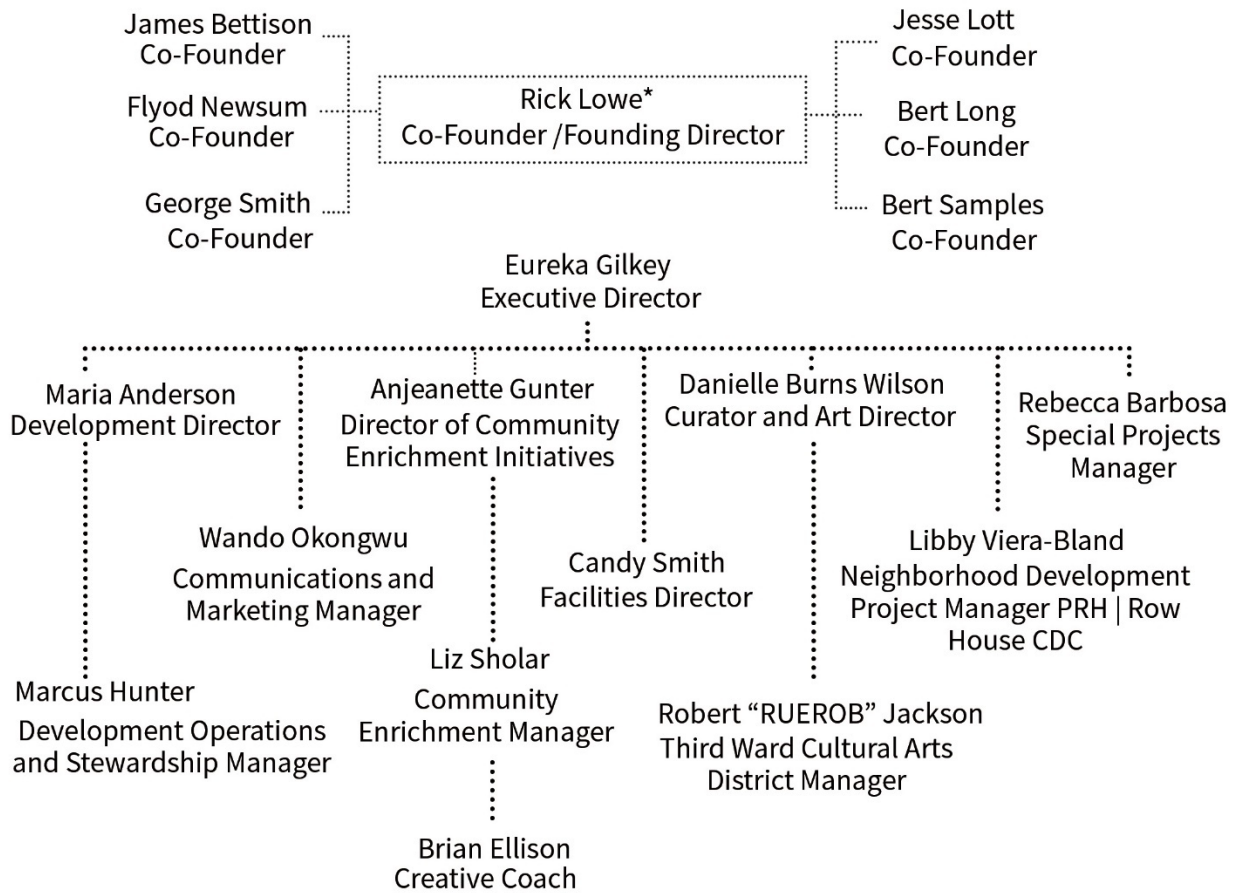 James Bettison
Co-Founder
Flyod Newsum
Co-Founder
George Smith
Co-Founder
Rick Lowe*
Co-Founder /Founding Director
Jesse Lott
Co-Founder
Bert Long
Co-Founder
Bert Samples
Co-Founder
Eureka Gilkey
Executive Director
Maria Anderson
Development Director
Anjeanette Gunter
Director of Community
Enrichment Initiatives
Danielle Burns Wilson
Curator and Art Director
Rebecca Barbosa
Special Projects
Manager
Wando Okongwu
Communications and
Marketing Manager
Candy Smith
Facilities Director
Libby Viera-Bland
Neighborhood Development
Project Manager PRH | Row
House CDC
Marcus Hunter
Development Operations
and Stewardship Manager
Liz Sholar
Community
Enrichment Manager
Robert “RUEROB” Jackson
Third Ward Cultural Arts
District Manager
Brian Ellison
Creative Coach